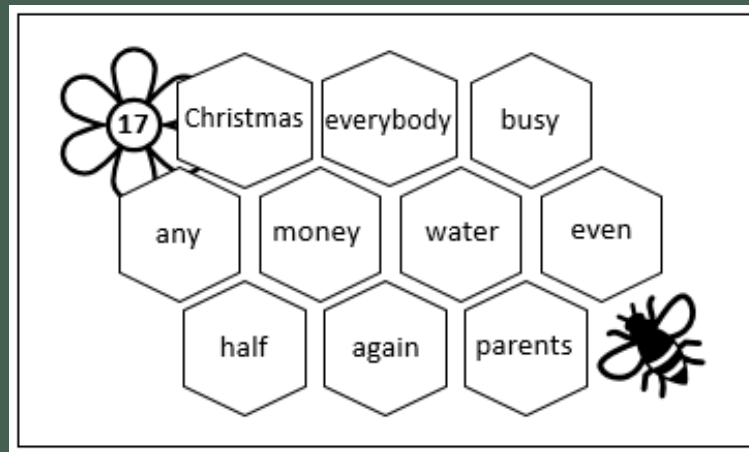 17
Christmas everybody busy
any money water even
half again parents